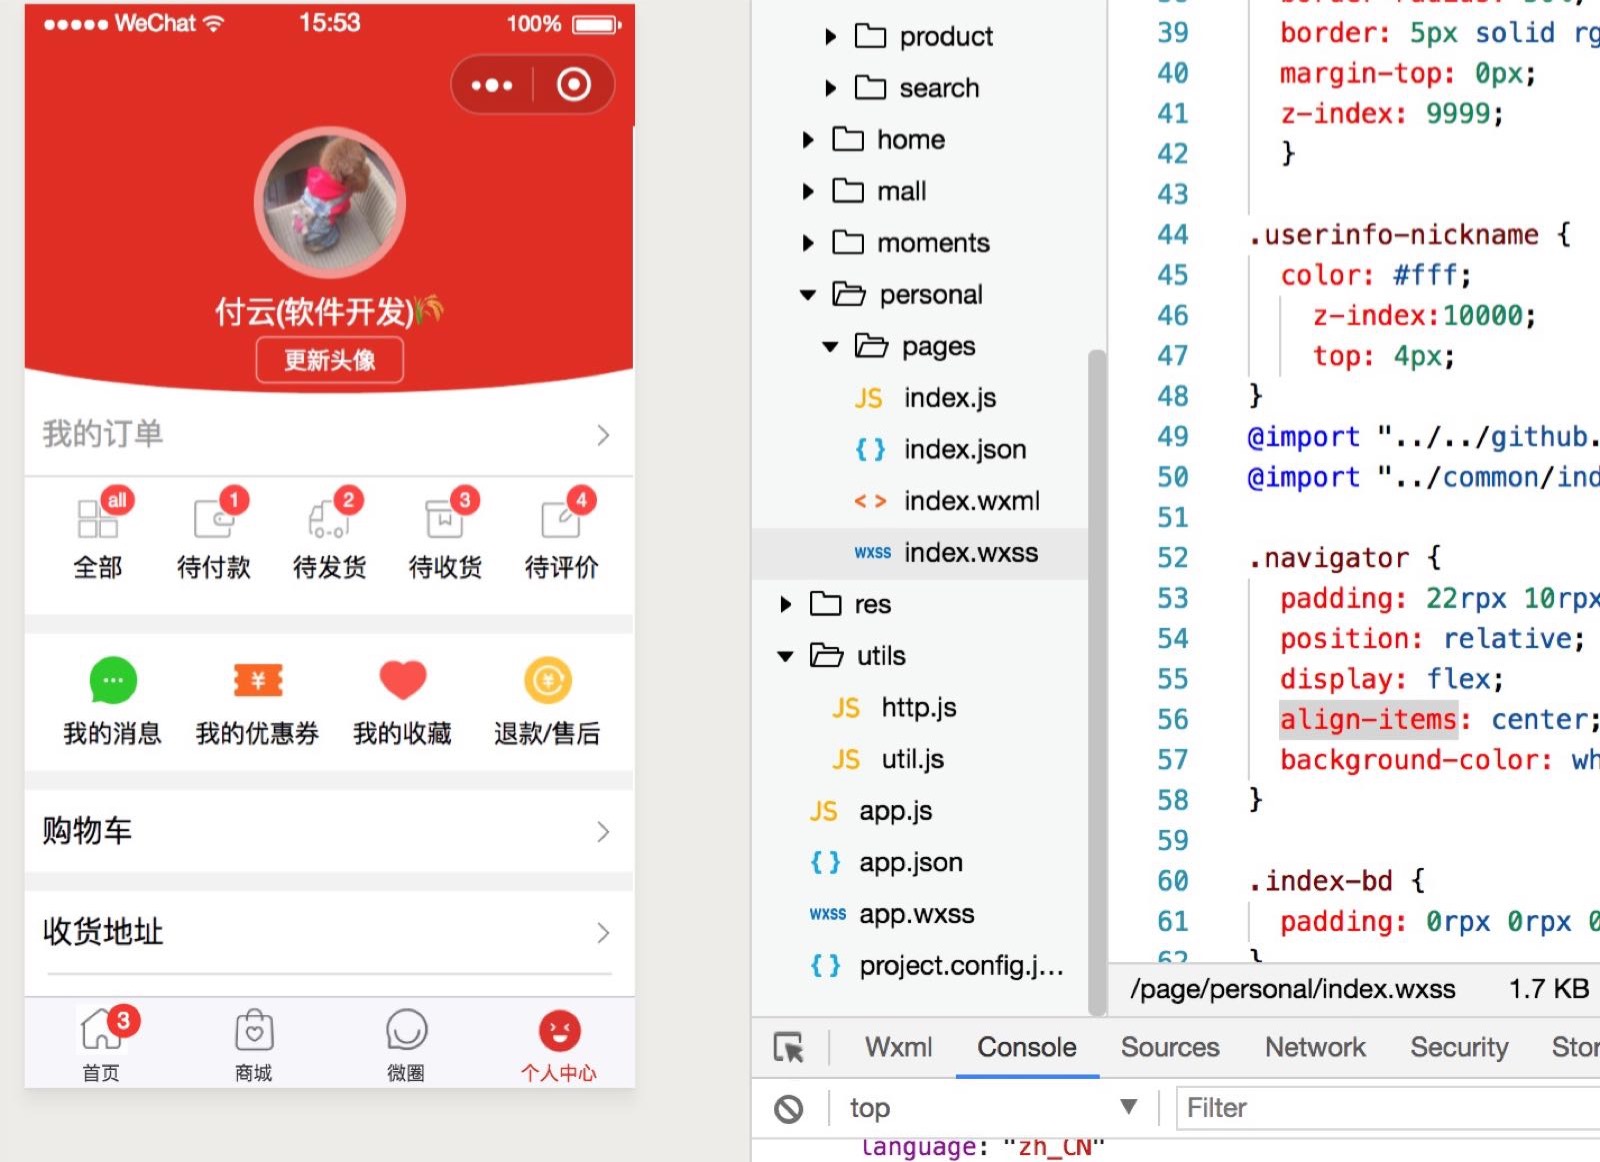 WeChat 15:53 100%
付云(软件开发)
更新头像
我的订单
all 1 2 3 4
全部 待付款 待发货 待收货 待评价
¥ ¥
我的消息 我的优惠券 我的收藏 退款/售后
购物车
收货地址
3
首页 商城 微圈 个人中心
product
search
home
mall
moments
personal
pages
JS index.js
{ } index.json
< > index.wxml
wxss index.wxss
res
utils
JS http.js
JS util.js
JS app.js
{ } app.json
wxss app.wxss
{ } project.config.j...
39 border: 5px solid rg
40 margin-top: 0px;
41 z-index: 9999;
42 }
43
44 .userinfo-nickname {
45 color: #fff;
46 z-index:10000;
47 top: 4px;
48 }
49 @import "../../github.
50 @import "../common/ind
51
52 .navigator {
53 padding: 22rpx 10rpx
54 position: relative;
55 display: flex;
56 align-items: center;
57 background-color: wh
58 }
59
60 .index-bd {
61 padding: 0rpx 0rpx 0
62 }
/page/personal/index.wxss 1.7 KB
Wxml Console Sources Network Security Stor
top Filter
language: "zh_CN"